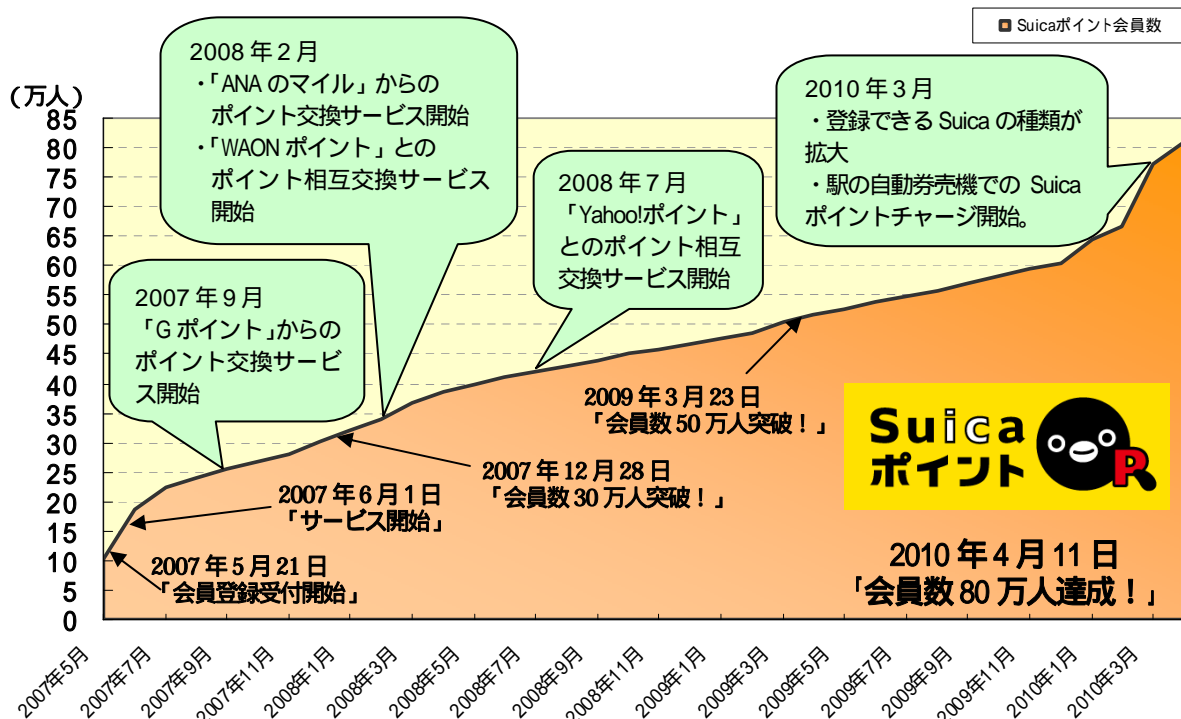 Suicaポイント会員数
(万人)
85
80
75
70
65
60
55
50
45
40
35
30
25
20
15
10
5
0
2008年2月
・「ANAのマイル」からの
ポイント交換サービス開始
・「WAONポイント」との
ポイント相互交換サービス
開始
2010年3月
・登録できるSuicaの種類が
拡大
・駅の自動券売機での Suica
ポイントチャージ開始。
2008年7月
「Yahoo!ポイント」
とのポイント相互
交換サービス開始
2007年9月
「Gポイント」からの
ポイント交換サービ
ス開始
2009年3月23日
「会員数50万人突破！」
2007年12月28日
「会員数30万人突破！」
2007年6月1日
「サービス開始」
2007年5月21日
「会員登録受付開始」
Suica
ポイント
P
2010年4月11日
「会員数80万人達成！」
2007年5月
2007年7月
2007年9月
2007年11月
2008年1月
2008年3月
2008年5月
2008年7月
2008年9月
2008年11月
2009年1月
2009年3月
2009年5月
2009年7月
2009年9月
2009年11月
2010年1月
2010年3月